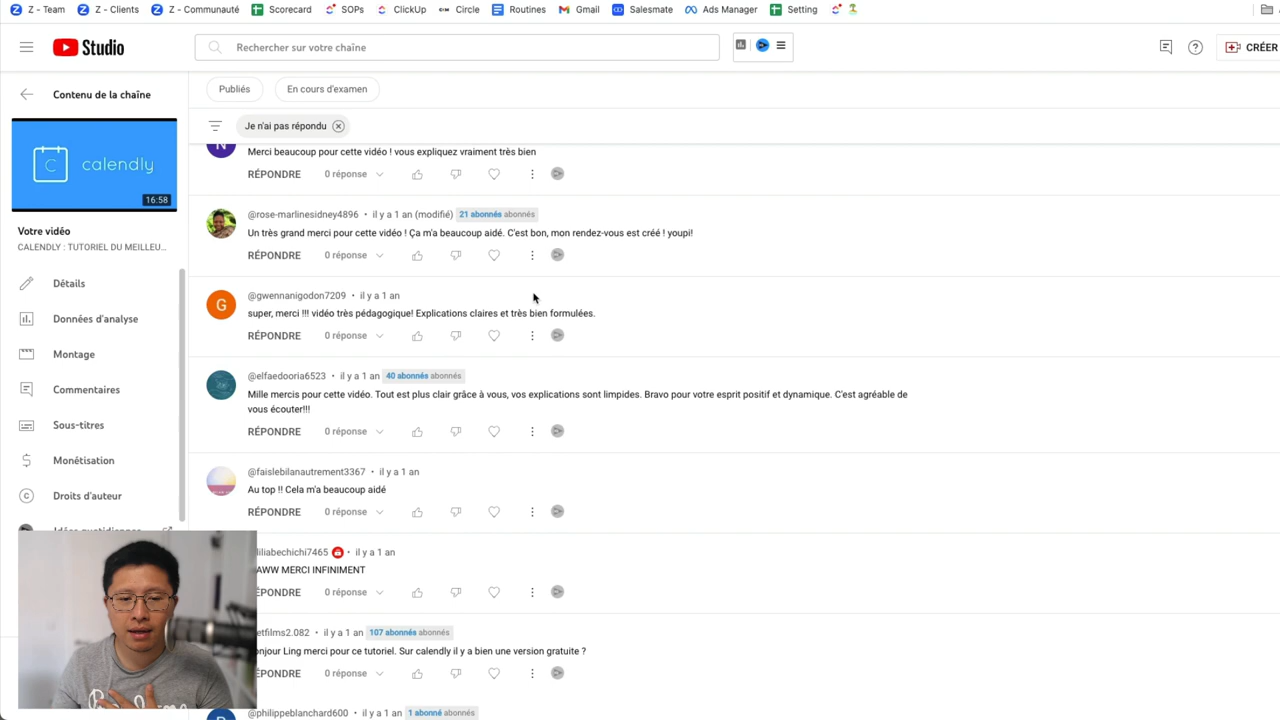 Z - Team
Z - Clients
Z - Communauté
Scorecard
SOPs
ClickUp
Circle
Routines
Gmail
Salesmate
Ads Manager
Setting
Studio
Rechercher sur votre chaîne
CRÉER
Contenu de la chaîne
Publiés
En cours d'examen
Je n'ai pas répondu
C calendly
16:58
Votre vidéo
CALENDLY : TUTORIEL DU MEILLEU...
Détails
Données d'analyse
Montage
Commentaires
Sous-titres
Monétisation
Droits d'auteur
Merci beaucoup pour cette vidéo ! vous expliquez vraiment très bien
RÉPONDRE 0 réponse
@rose-marlinesidney4896 • il y a 1 an (modifié) 21 abonnés abonnés
Un très grand merci pour cette vidéo ! Ça m'a beaucoup aidé. C'est bon, mon rendez-vous est créé ! youpi!
RÉPONDRE 0 réponse
G
@gwennanigodon7209 • il y a 1 an
super, merci !!! vidéo très pédagogique! Explications claires et très bien formulées.
RÉPONDRE 0 réponse
@elfaedooria6523 • il y a 1 an 40 abonnés abonnés
Mille mercis pour cette vidéo. Tout est plus clair grâce à vous, vos explications sont limpides. Bravo pour votre esprit positif et dynamique. C'est agréable de
vous écouter!!!
RÉPONDRE 0 réponse
@faislebilanautrement3367 • il y a 1 an
Au top !! Cela m'a beaucoup aidé
RÉPONDRE 0 réponse
liliabechichi7465 • il y a 1 an
AWW MERCI INFINIMENT
PONDRE 0 réponse
etfilms2.082 • il y a 1 an 107 abonnés abonnés
onjour Ling merci pour ce tutoriel. Sur calendly il y a bien une version gratuite ?
PONDRE 0 réponse
@philippeblanchard600 • il y a 1 an 1 abonné abonnés